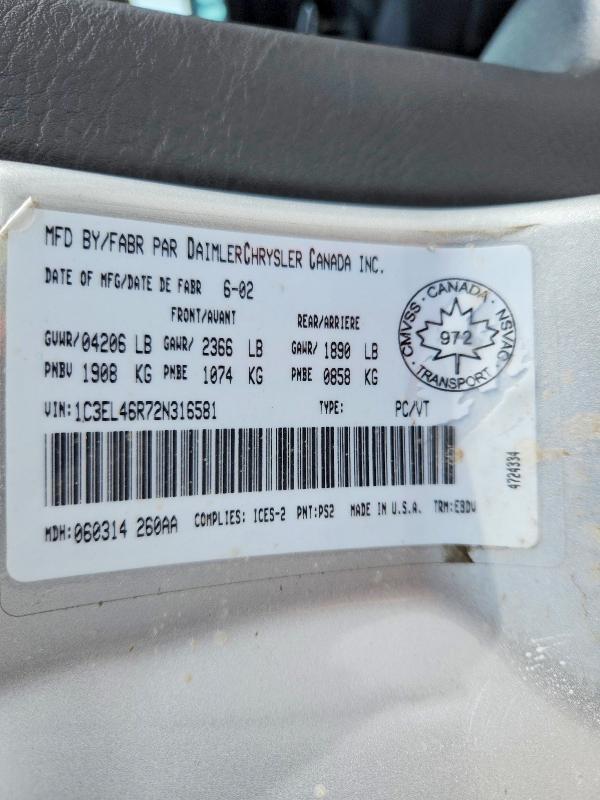 MFD BY/FABR PAR DAIMLERCHRYSLER CANADA INC.
DATE OF MFG/DATE DE FABR 6-02
FRONT/AVANT REAR/ARRIERE
GVWR/04206 LB GAWR/ 2366 LB GAWR/ 1890 LB
PNBV 1908 KG PNBE 1074 KG PNBE 0858 KG
VIN:1C3EL46R72N316581 TYPE: PC/VT
MDH:060314 260AA COMPLIES: ICES-2 PNT:PS2 MADE IN U.S.A. TRM:E3DV
CMVSS · CANADA · NSVAC · TRANSPORT ·
972
4724334